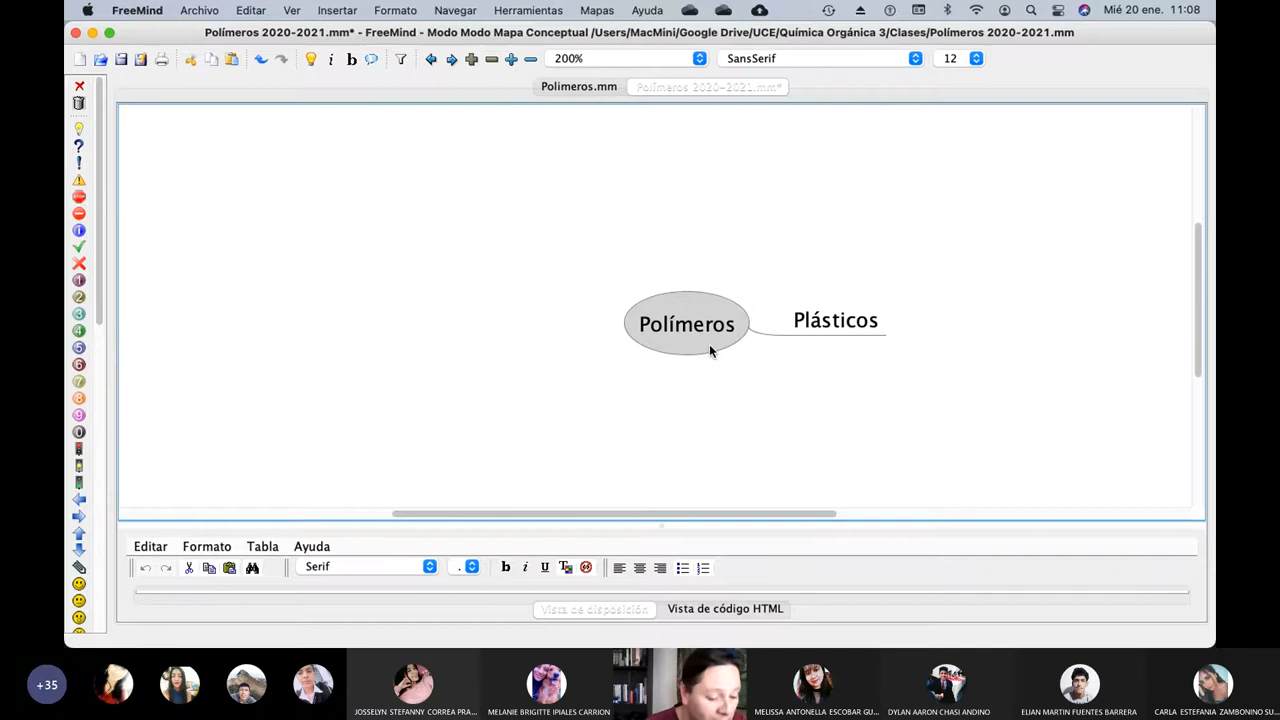 FreeMind Archivo Editar Ver Insertar Formato Navegar Herramientas Mapas Ayuda Mié 20 ene. 11:08
Polímeros 2020-2021.mm* - FreeMind - Modo Modo Mapa Conceptual /Users/MacMini/Google Drive/UCE/Química Orgánica 3/Clases/Polímeros 2020-2021.mm
200% SansSerif 12
Polimeros.mm Polímeros 2020-2021.mm*
Polímeros
Plásticos
Editar Formato Tabla Ayuda
Serif .
Vista de disposición Vista de código HTML
+35
JOSSELYN STEFANNY CORREA PRA...
MELANIE BRIGITTE IPIALES CARRION
MELISSA ANTONELLA ESCOBAR GU...
DYLAN AARON CHASI ANDINO
ELIAN MARTIN FUENTES BARRERA
CARLA ESTEFANIA ZAMBONINO SU...